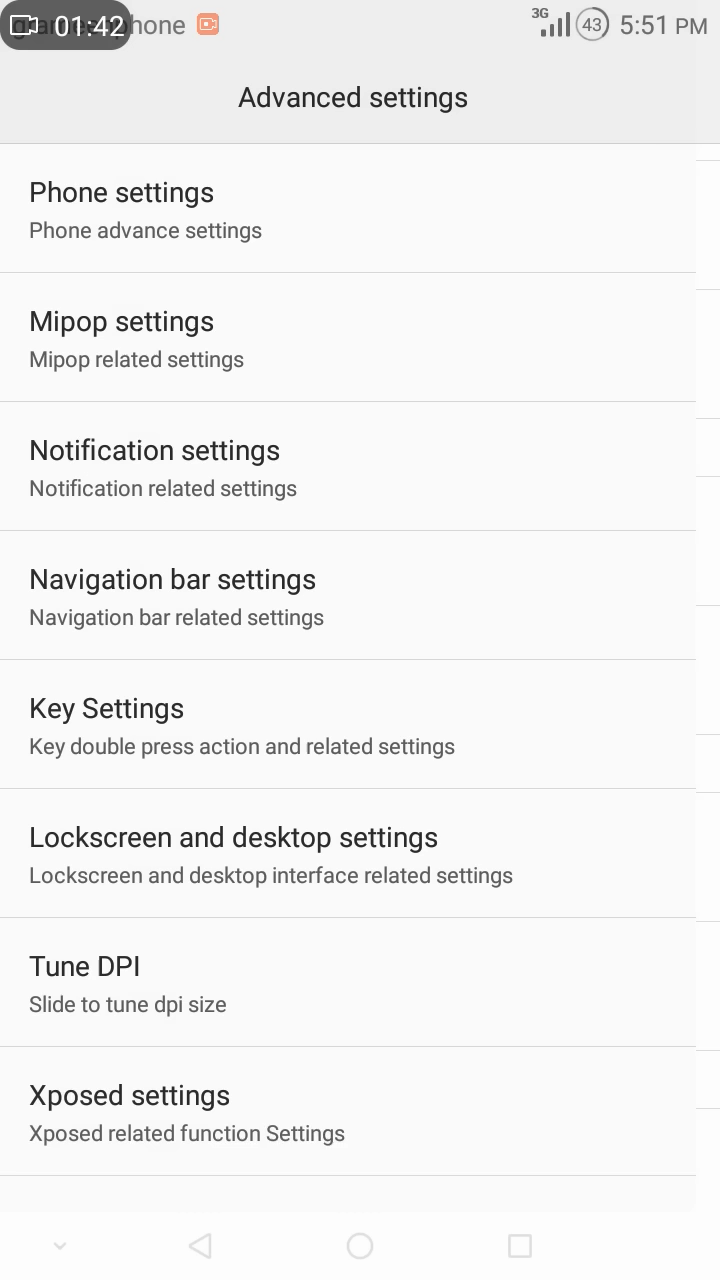 01:42
phone
3G
43
5:51 PM
Advanced settings
Phone settings
Phone advance settings
Mipop settings
Mipop related settings
Notification settings
Notification related settings
Navigation bar settings
Navigation bar related settings
Key Settings
Key double press action and related settings
Lockscreen and desktop settings
Lockscreen and desktop interface related settings
Tune DPI
Slide to tune dpi size
Xposed settings
Xposed related function Settings